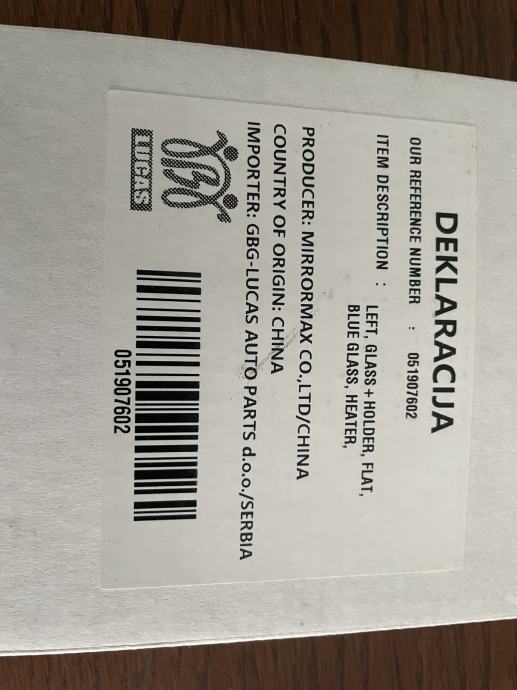 DEKLARACIJA
OUR REFERENCE NUMBER : 051907602
ITEM DESCRIPTION : LEFT, GLASS + HOLDER, FLAT,
BLUE GLASS, HEATER,
PRODUCER: MIRRORMAX CO.,LTD/CHINA
COUNTRY OF ORIGIN: CHINA
IMPORTER: GBG-LUCAS AUTO PARTS d.o.o./SERBIA
GBG
LUCAS
051907602